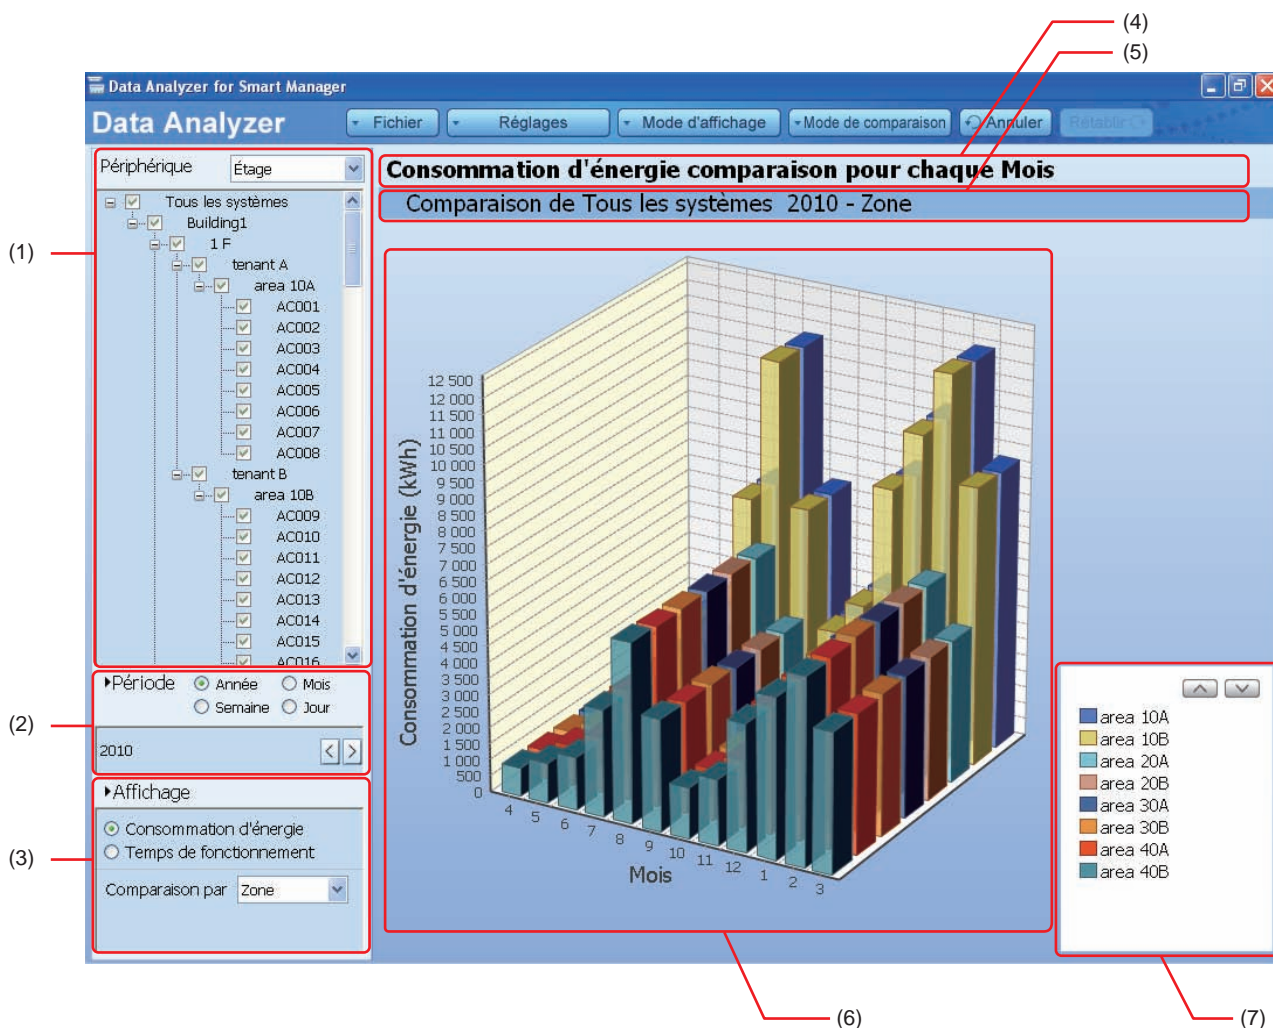 (4)
(5)
Data Analyzer for Smart Manager
Data Analyzer
Fichier
Réglages
Mode d'affichage
Mode de comparaison
Annuler
Rétablir
(1)
Périphérique
Étage
Tous les systèmes
Building1
1 F
tenant A
area 10A
AC001
AC002
AC003
AC004
AC005
AC006
AC007
AC008
tenant B
area 10B
AC009
AC010
AC011
AC012
AC013
AC014
AC015
AC016
(2)
Période
Année
Mois
Semaine
Jour
2010
(3)
Affichage
Consommation d'énergie
Temps de fonctionnement
Comparaison par
Zone
Consommation d'énergie comparaison pour chaque Mois
Comparaison de Tous les systèmes 2010 - Zone
Consommation d'énergie (kWh)
12 500
12 000
11 500
11 000
10 500
10 000
9 500
9 000
8 500
8 000
7 500
7 000
6 500
6 000
5 500
5 000
4 500
4 000
3 500
3 000
2 500
2 000
1 500
1 000
500
0
4
5
6
7
8
9
10
11
12
1
2
3
Mois
area 10A
area 10B
area 20A
area 20B
area 30A
area 30B
area 40A
area 40B
(6)
(7)